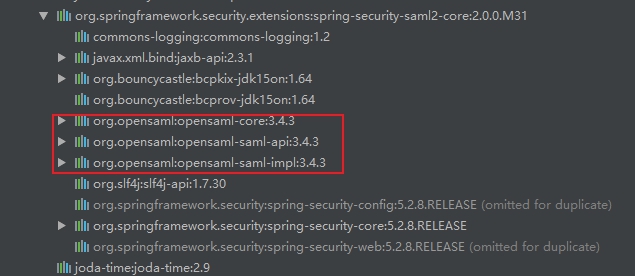 org.springframework.security.extensions:spring-security-saml2-core:2.0.0.M31
commons-logging:commons-logging:1.2
javax.xml.bind:jaxb-api:2.3.1
org.bouncycastle:bcpkix-jdk15on:1.64
org.bouncycastle:bcprov-jdk15on:1.64
org.opensaml:opensaml-core:3.4.3
org.opensaml:opensaml-saml-api:3.4.3
org.opensaml:opensaml-saml-impl:3.4.3
org.slf4j:slf4j-api:1.7.30
org.springframework.security:spring-security-config:5.2.8.RELEASE (omitted for duplicate)
org.springframework.security:spring-security-core:5.2.8.RELEASE
org.springframework.security:spring-security-web:5.2.8.RELEASE (omitted for duplicate)
joda-time:joda-time:2.9